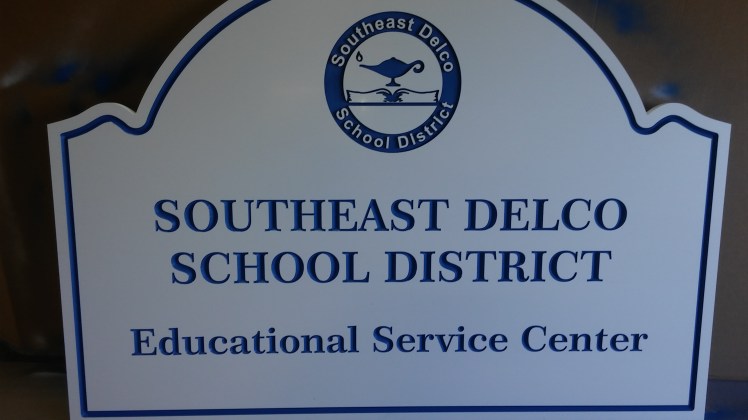 Southeast Delco
School District
SOUTHEAST DELCO
SCHOOL DISTRICT
Educational Service Center